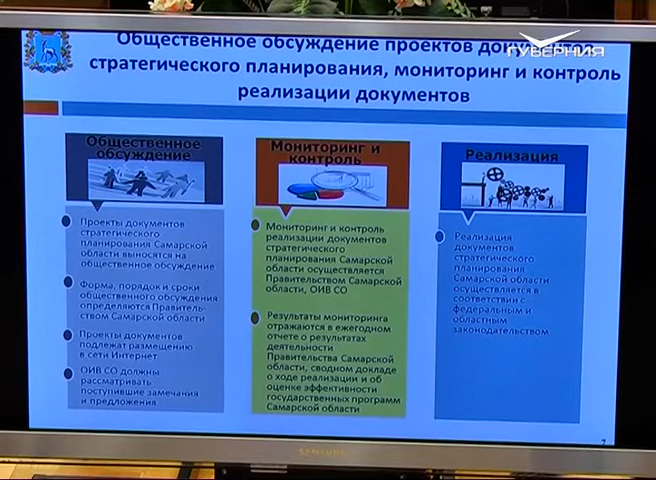 Общественное обсуждение проектов
ГУБЕРНИЯ
стратегического планирования, мониторинг и контроль
реализации документов
Общественное
обсуждение
Проекты документов
стратегического
планирования Самарской
области выносятся на
общественное обсуждение
Форма, порядок и сроки
общественного обсуждения
определяются Правитель-
ством Самарской области
Проекты документов
подлежат размещению
в сети Интернет
ОИВ СО должны
рассматривать
поступившие замечания
и предложения
Мониторинг и
контроль
Мониторинг и контроль
реализации документов
стратегического
планирования Самарской
области осуществляется
Правительством Самарской
области, ОИВ СО
Результаты мониторинга
отражаются в ежегодном
отчете о результатах
деятельности
Правительства Самарской
области, сводном докладе
о ходе реализации и об
оценке эффективности
государственных программ
Самарской области
Реализация
Реализация
документов
стратегического
планирования
Самарской области
осуществляется в
соответствии с
федеральным и
областным
законодательством
7
SAMSUNG